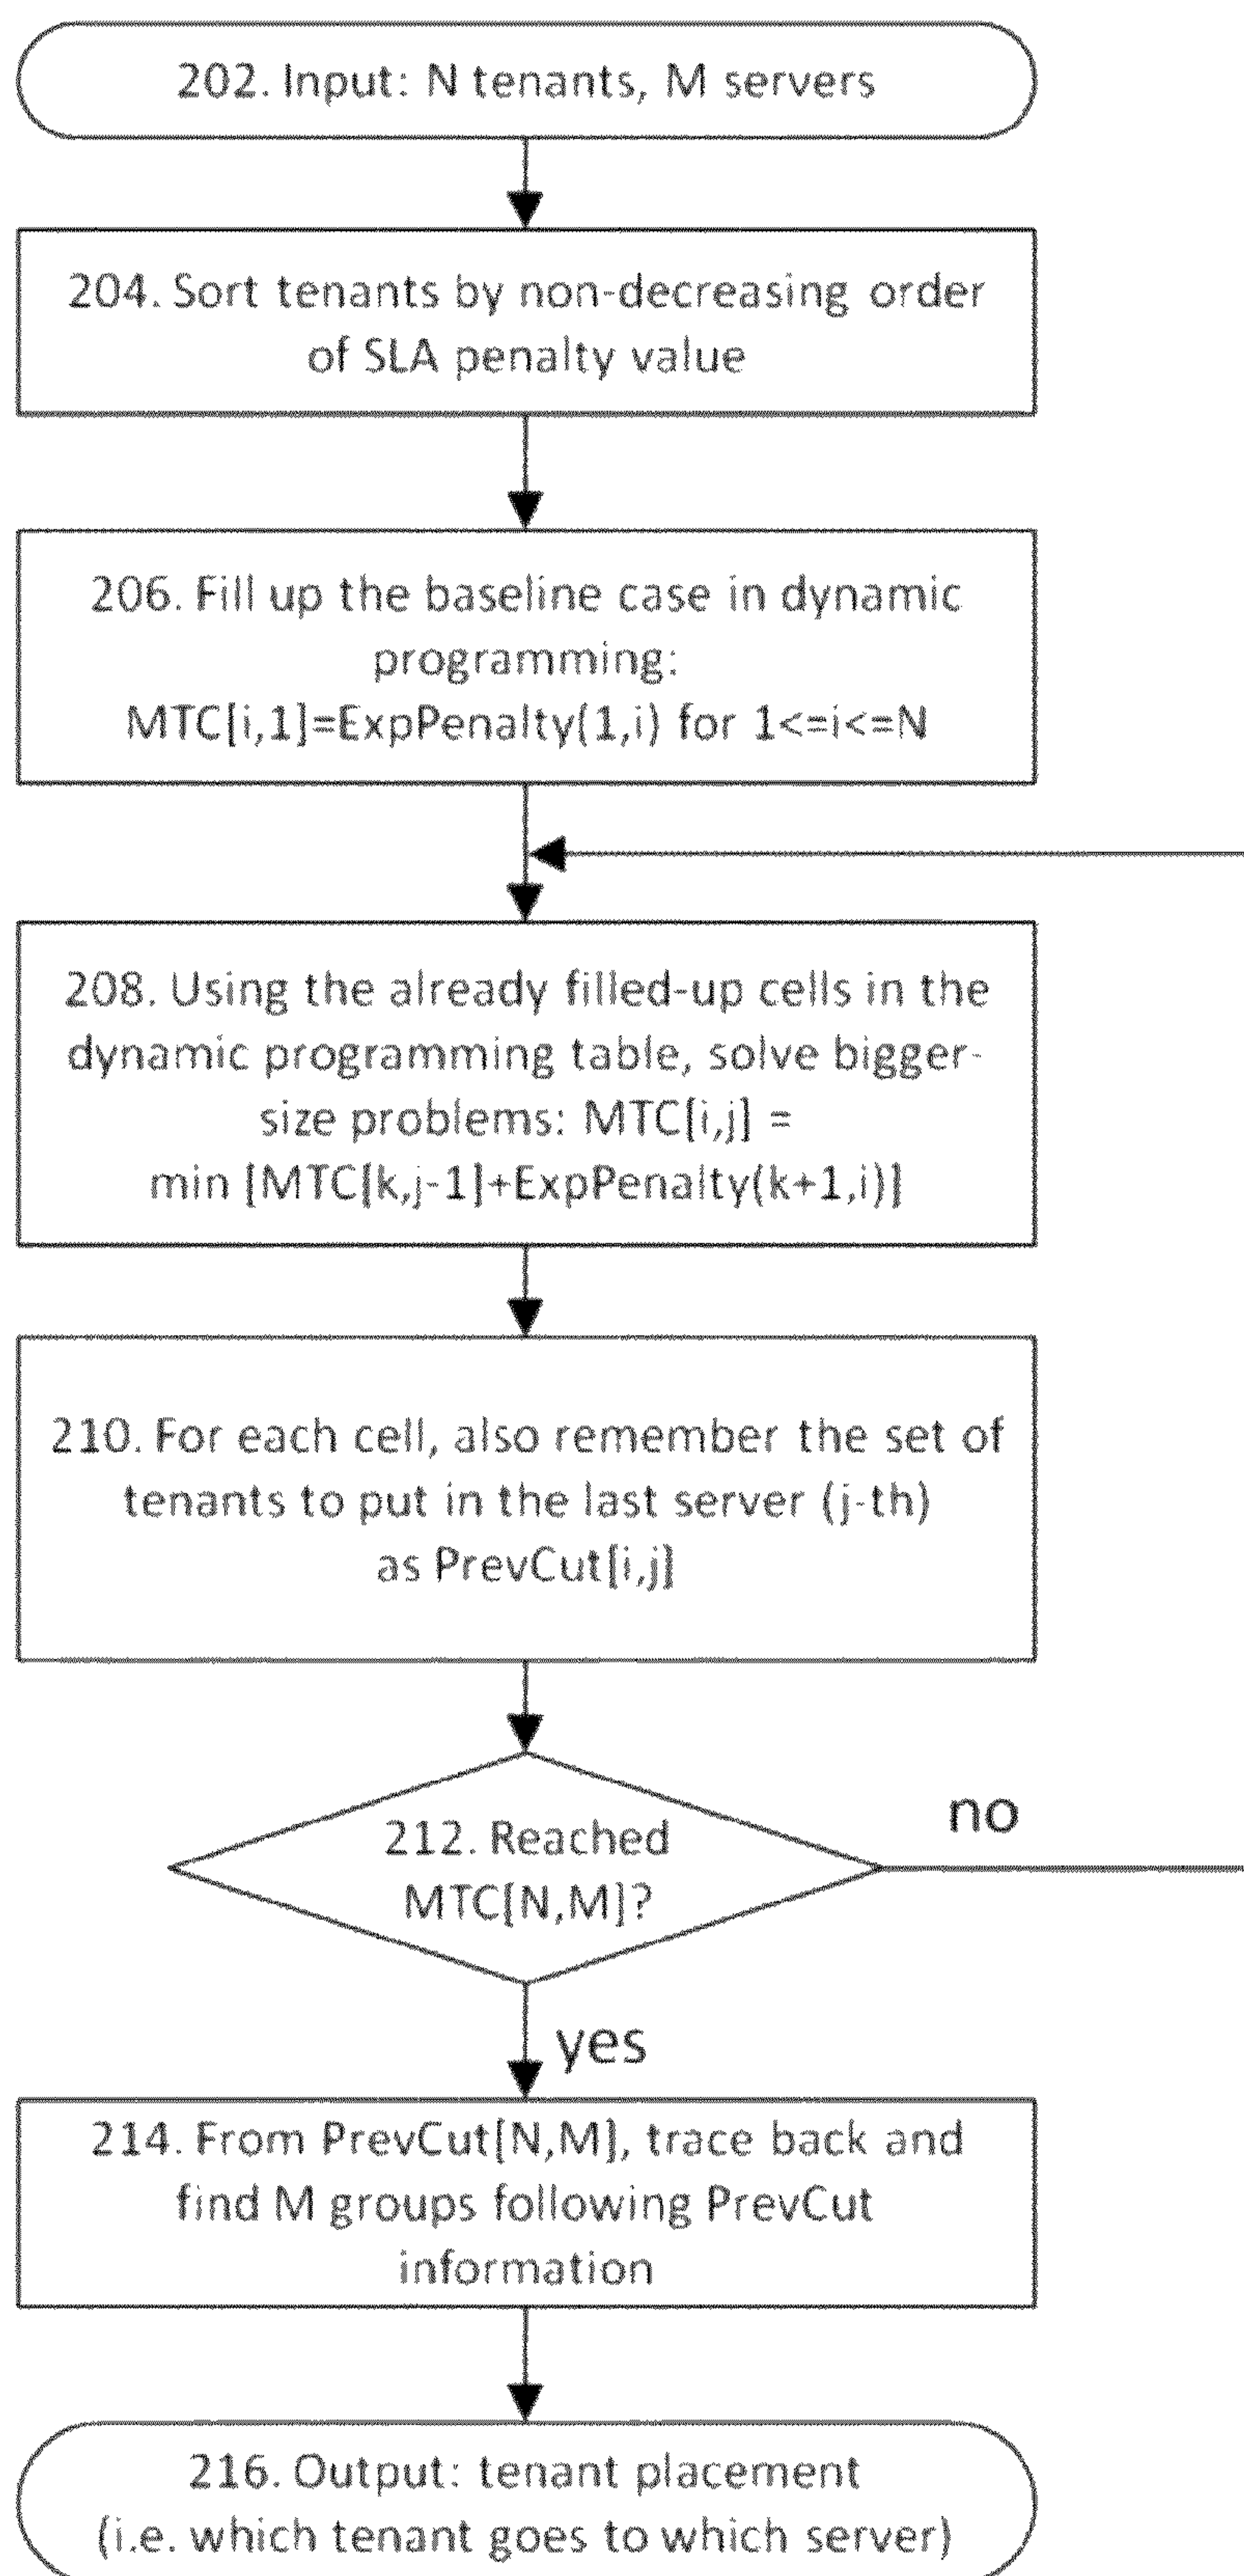 202. Input: N tenants, M servers
204. Sort tenants by non-decreasing order
of SLA penalty value
206. Fill up the baseline case in dynamic
programming:
MTC[i,1]=ExpPenalty(1,i) for 1<=i<=N
208. Using the already filled-up cells in the
dynamic programming table, solve bigger-
size problems: MTC[i,j] =
min [MTC[k,j-1]+ExpPenalty(k+1,i)]
210. For each cell, also remember the set of
tenants to put in the last server (j-th)
as PrevCut[i,j]
212. Reached
MTC[N,M]?
no
yes
214. From PrevCut[N,M], trace back and
find M groups following PrevCut
information
216. Output: tenant placement
(i.e. which tenant goes to which server)